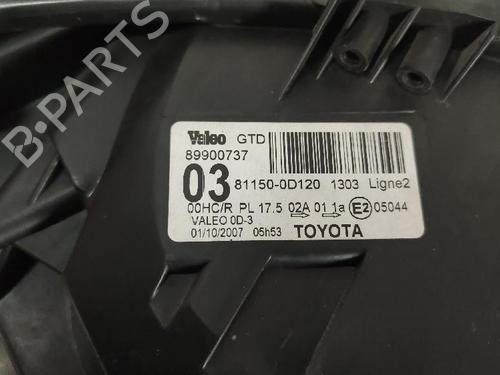 Valeo GTD
89900737
03 81150-0D120 1303 Ligne2
00HC/R PL 17.5 02A 01 1a E2 05044
VALEO 0D-3
01/10/2007 05h53 TOYOTA
B-PARTS